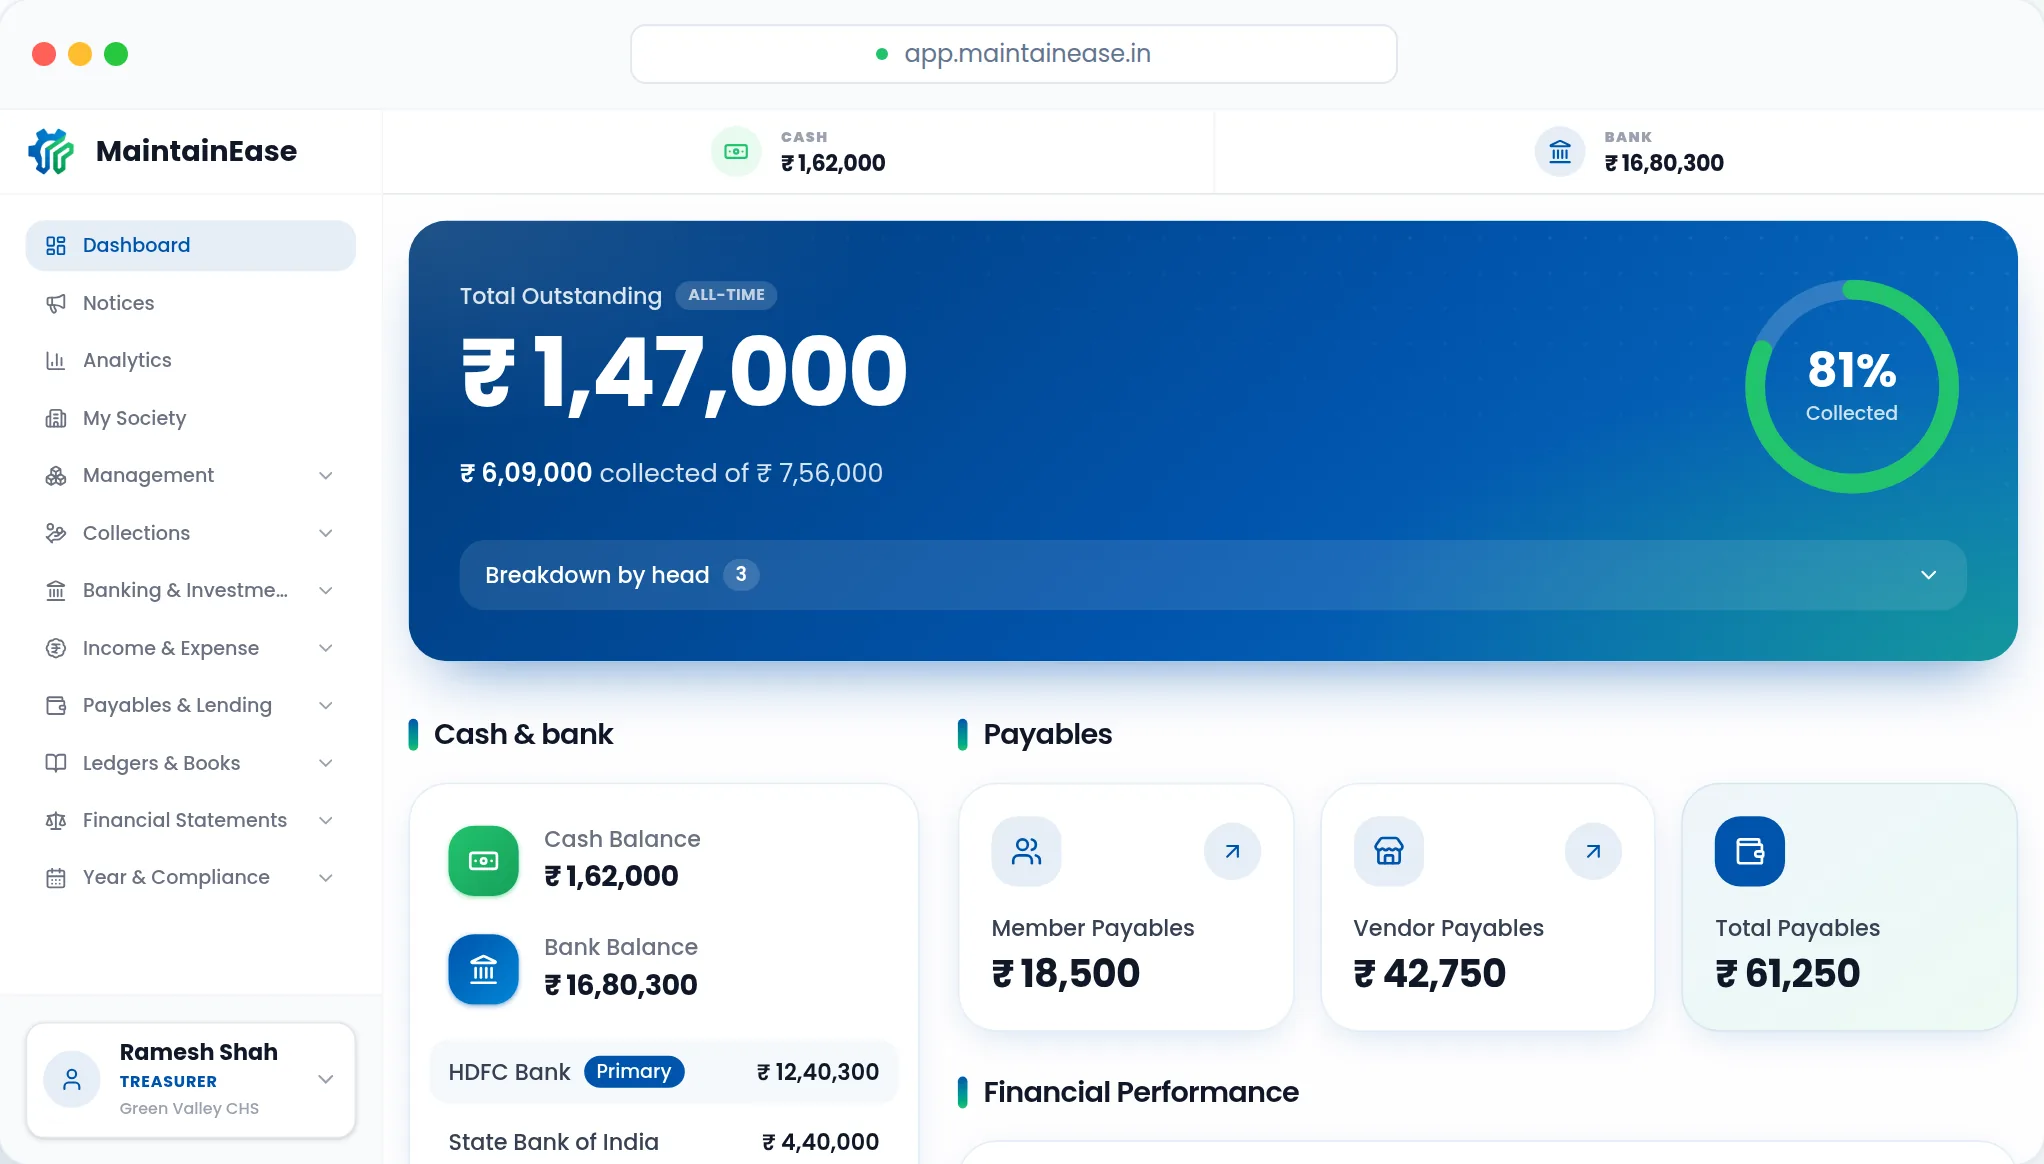 app.maintainease.in
MaintainEase
CASH
₹ 1,62,000
BANK
₹ 16,80,300
Dashboard
Notices
Analytics
My Society
Management
Collections
Banking & Investme...
Income & Expense
Payables & Lending
Ledgers & Books
Financial Statements
Year & Compliance
Ramesh Shah
TREASURER
Green Valley CHS
Total Outstanding ALL-TIME
₹ 1,47,000
₹ 6,09,000 collected of ₹ 7,56,000
81%
Collected
Breakdown by head 3
Cash & bank
Cash Balance
₹ 1,62,000
Bank Balance
₹ 16,80,300
HDFC Bank Primary ₹ 12,40,300
State Bank of India ₹ 4,40,000
Payables
Member Payables
₹ 18,500
Vendor Payables
₹ 42,750
Total Payables
₹ 61,250
Financial Performance